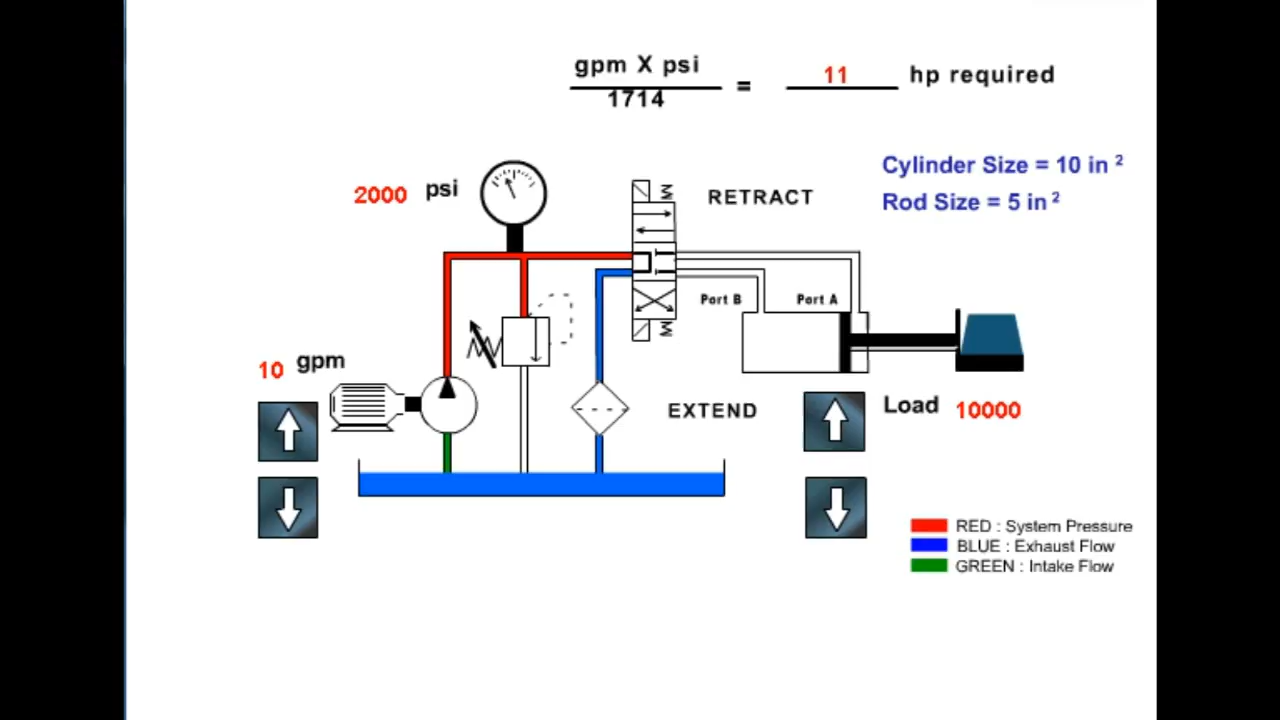 gpm X psi
1714
=
11
hp required
Cylinder Size = 10 in 2
Rod Size = 5 in 2
2000 psi
RETRACT
Port B
Port A
10 gpm
EXTEND
Load 10000
RED : System Pressure
BLUE : Exhaust Flow
GREEN : Intake Flow